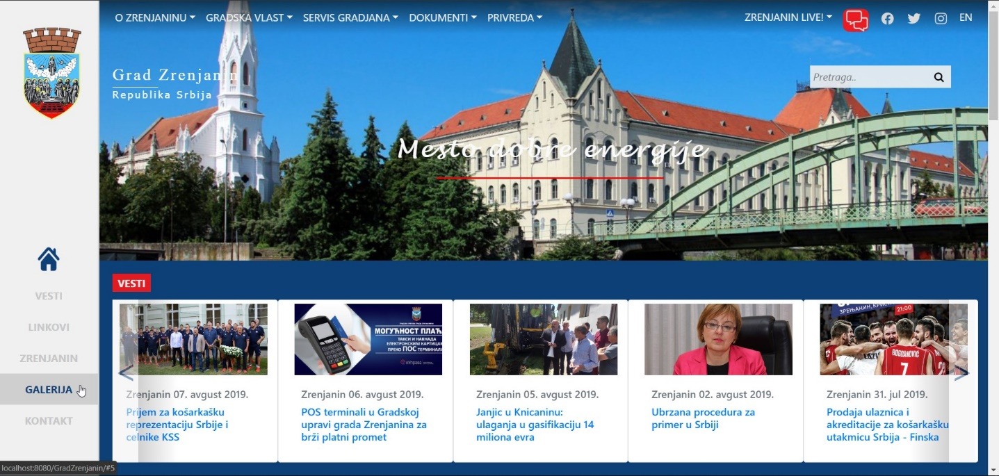 O ZRENJANINU
GRADSKA VLAST
SERVIS GRADJANA
DOKUMENTI
PRIVREDA
ZRENJANIN LIVE!
EN
Grad Zrenjanin
Republika Srbija
Pretraga..
Mesto dobre energije
VESTI
LINKOVI
ZRENJANIN
GALERIJA
KONTAKT
VESTI
Zrenjanin 07. avgust 2019.
Prijem za košarkašku
reprezentaciju Srbije i
celnike KSS
МОГУЋНОСТ ПЛАЋ
ТАКСИ И НАКНАДА
ЕЛЕКТРОНСКИМ КАРТИЦАМ
ПРЕКО ПОС ТЕРМИНАЛА
Zrenjanin 06. avgust 2019.
POS terminali u Gradskoj
upravi grada Zrenjanina za
brži platni promet
Zrenjanin 05. avgust 2019.
Janjic u Knicaninu:
ulaganja u gasifikaciju 14
miliona evra
Zrenjanin 02. avgust 2019.
Ubrzana procedura za
primer u Srbiji
ЗРЕЊАНИН, КРИСТ
21:00
BOGDANOVIĆ
7
Zrenjanin 31. jul 2019.
Prodaja ulaznica i
akreditacije za košarkašku
utakmicu Srbija - Finska
localhost:8080/GradZrenjanin/#5